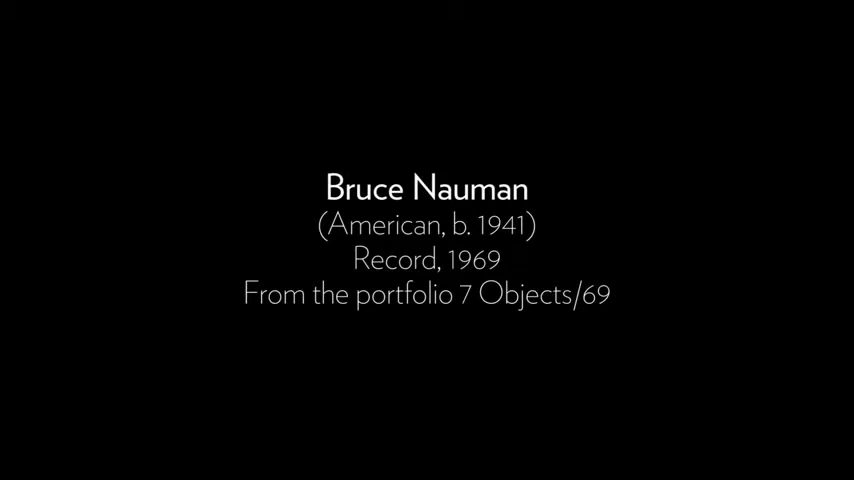 Bruce Nauman
(American, b. 1941)
Record, 1969
From the portfolio 7 Objects/69